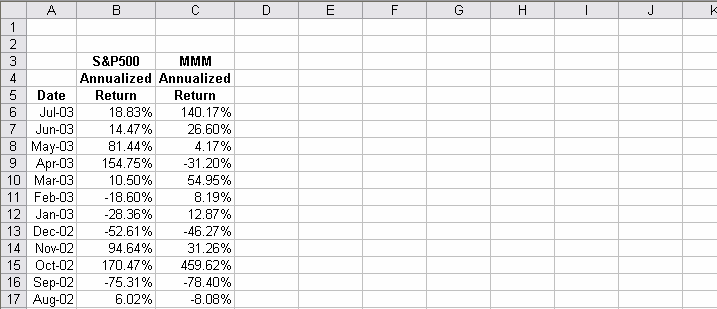 A B C D E F G H I J K
1
2
3 S&P500 MMM
4 Annualized Annualized
5 Date Return Return
6 Jul-03 18.83% 140.17%
7 Jun-03 14.47% 26.60%
8 May-03 81.44% 4.17%
9 Apr-03 154.75% -31.20%
10 Mar-03 10.50% 54.95%
11 Feb-03 -18.60% 8.19%
12 Jan-03 -28.36% 12.87%
13 Dec-02 -52.61% -46.27%
14 Nov-02 94.64% 31.26%
15 Oct-02 170.47% 459.62%
16 Sep-02 -75.31% -78.40%
17 Aug-02 6.02% -8.08%